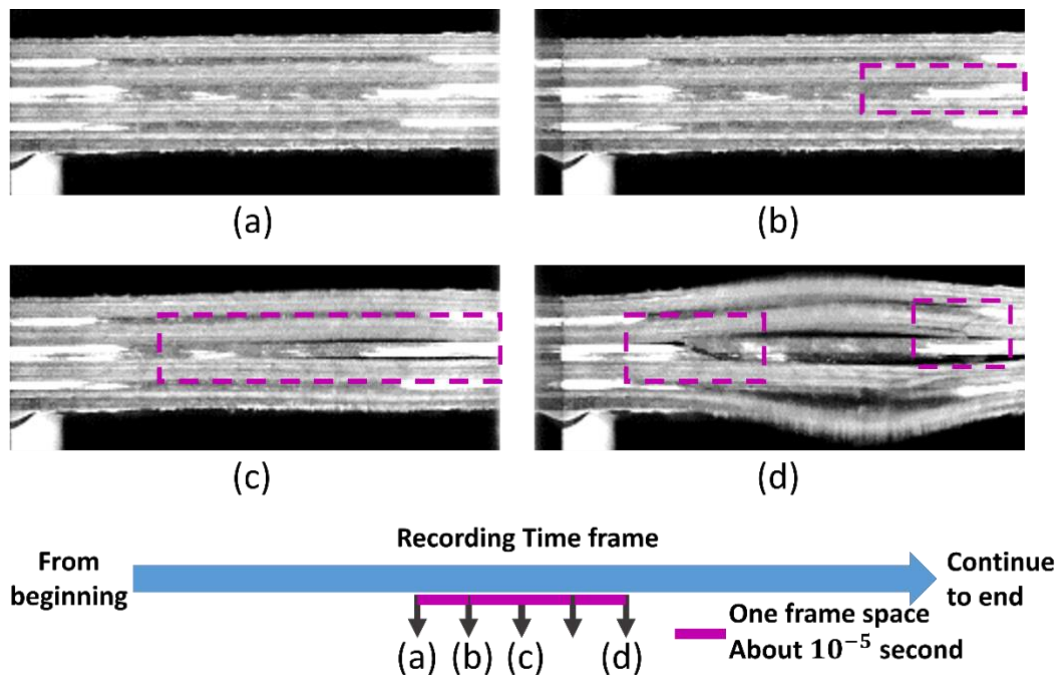 (a)
(b)
(c)
(d)
Recording Time frame
From
beginning
Continue
to end
(a) (b) (c) (d)
One frame space
About 10⁻⁵ second